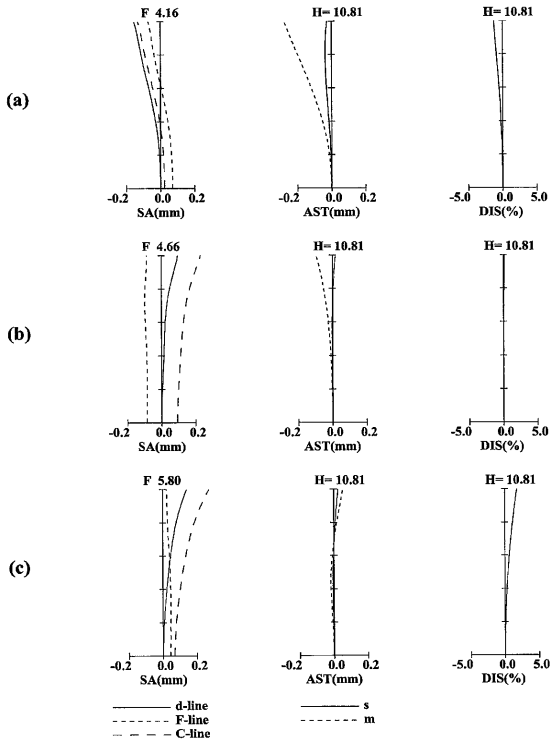 F 4.16 H= 10.81 H= 10.81
(a)
-0.2 0.0 0.2 -0.2 0.0 0.2 -5.0 0.0 5.0
SA(mm) AST(mm) DIS(%)
F 4.66 H= 10.81 H= 10.81
(b)
-0.2 0.0 0.2 -0.2 0.0 0.2 -5.0 0.0 5.0
SA(mm) AST(mm) DIS(%)
F 5.80 H= 10.81 H= 10.81
(c)
-0.2 0.0 0.2 -0.2 0.0 0.2 -5.0 0.0 5.0
SA(mm) AST(mm) DIS(%)
d-line s
F-line m
C-line